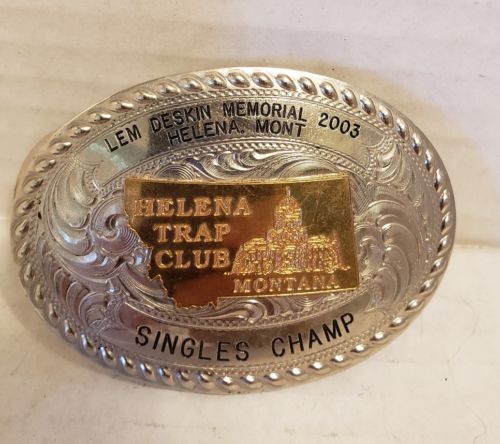 LEM DESKIN MEMORIAL 2003
HELENA, MONT
HELENA
TRAP
CLUB
MONTANA
SINGLES CHAMP